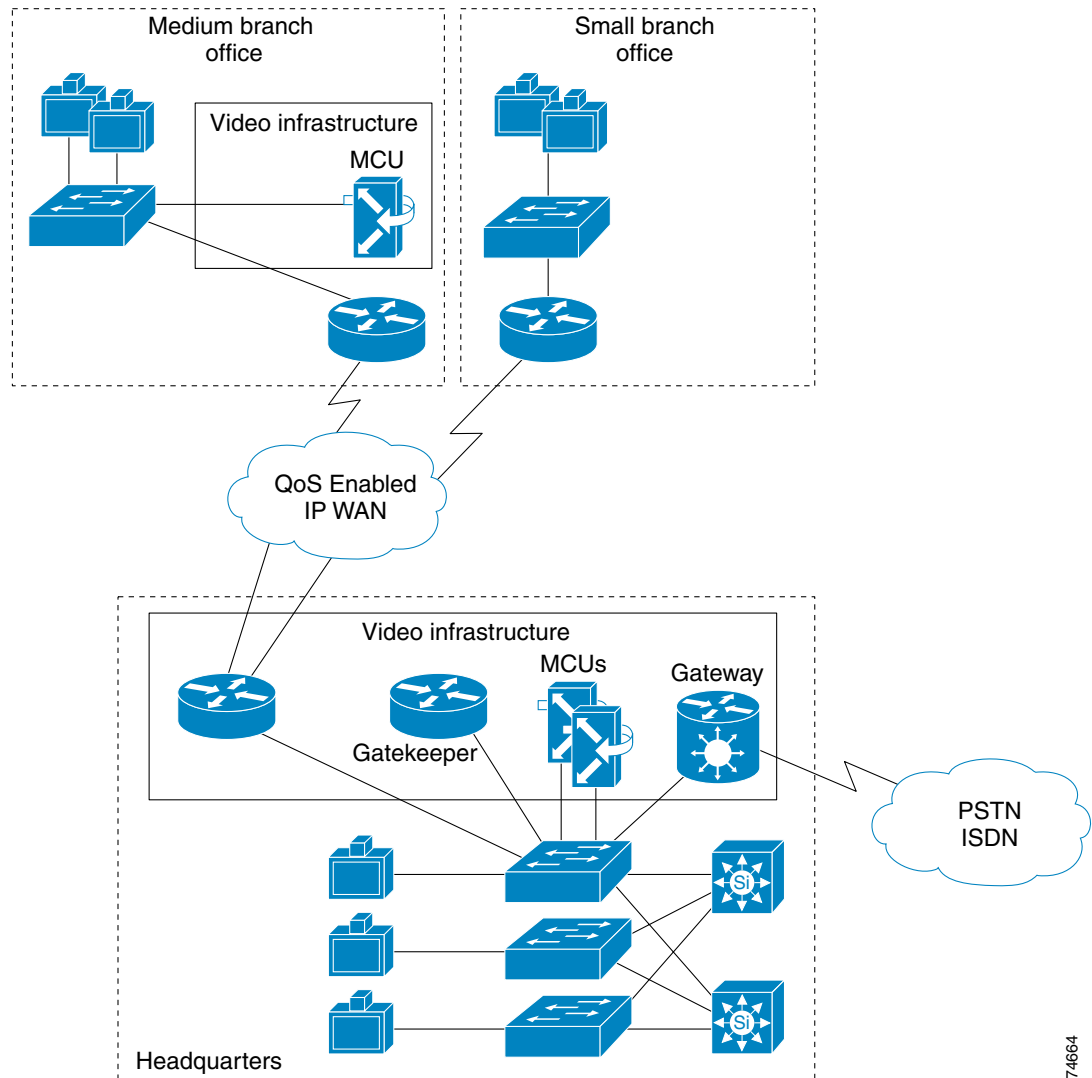 Medium branch
office
Small branch
office
Video infrastructure
MCU
QoS Enabled
IP WAN
Video infrastructure
MCUs
Gateway
Gatekeeper
PSTN
ISDN
Si
Si
Headquarters
74664